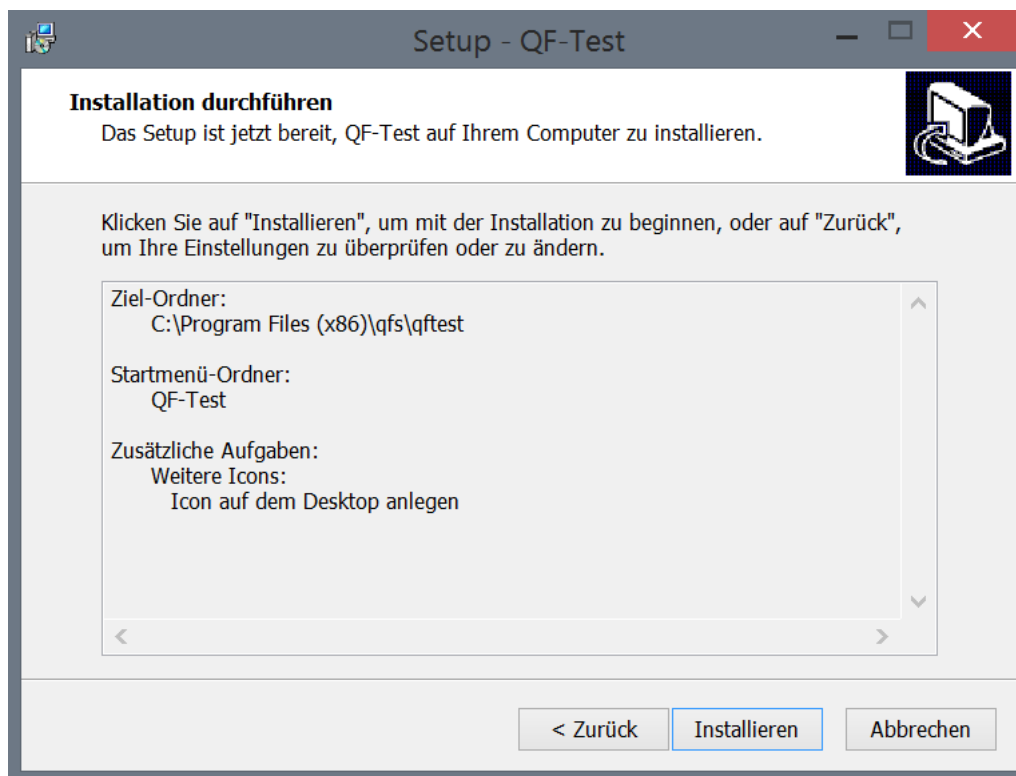 Setup - QF-Test
Installation durchführen
Das Setup ist jetzt bereit, QF-Test auf Ihrem Computer zu installieren.
Klicken Sie auf "Installieren", um mit der Installation zu beginnen, oder auf "Zurück",
um Ihre Einstellungen zu überprüfen oder zu ändern.
Ziel-Ordner:
C:\Program Files (x86)\qfs\qftest
Startmenü-Ordner:
QF-Test
Zusätzliche Aufgaben:
Weitere Icons:
Icon auf dem Desktop anlegen
< Zurück
Installieren
Abbrechen